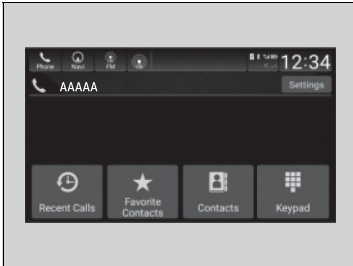 Phone Navi FM
12:34
AAAAA
Settings
Recent Calls
Favorite
Contacts
Contacts
Keypad